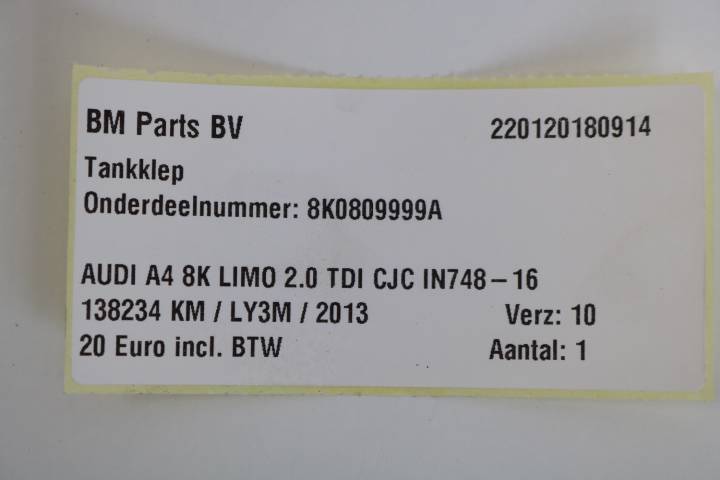 BM Parts BV 220120180914
Tankklep
Onderdeelnummer: 8K0809999A
AUDI A4 8K LIMO 2.0 TDI CJC IN748-16
138234 KM / LY3M / 2013 Verz: 10
20 Euro incl. BTW Aantal: 1